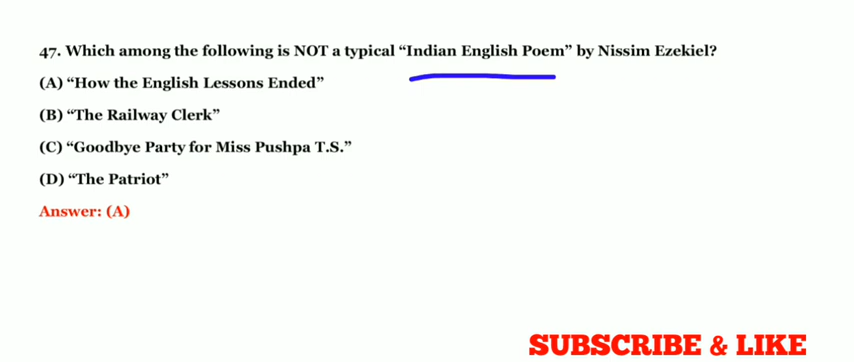 47. Which among the following is NOT a typical “Indian English Poem” by Nissim Ezekiel?
(A) “How the English Lessons Ended”
(B) “The Railway Clerk”
(C) “Goodbye Party for Miss Pushpa T.S.”
(D) “The Patriot”
Answer: (A)
SUBSCRIBE & LIKE